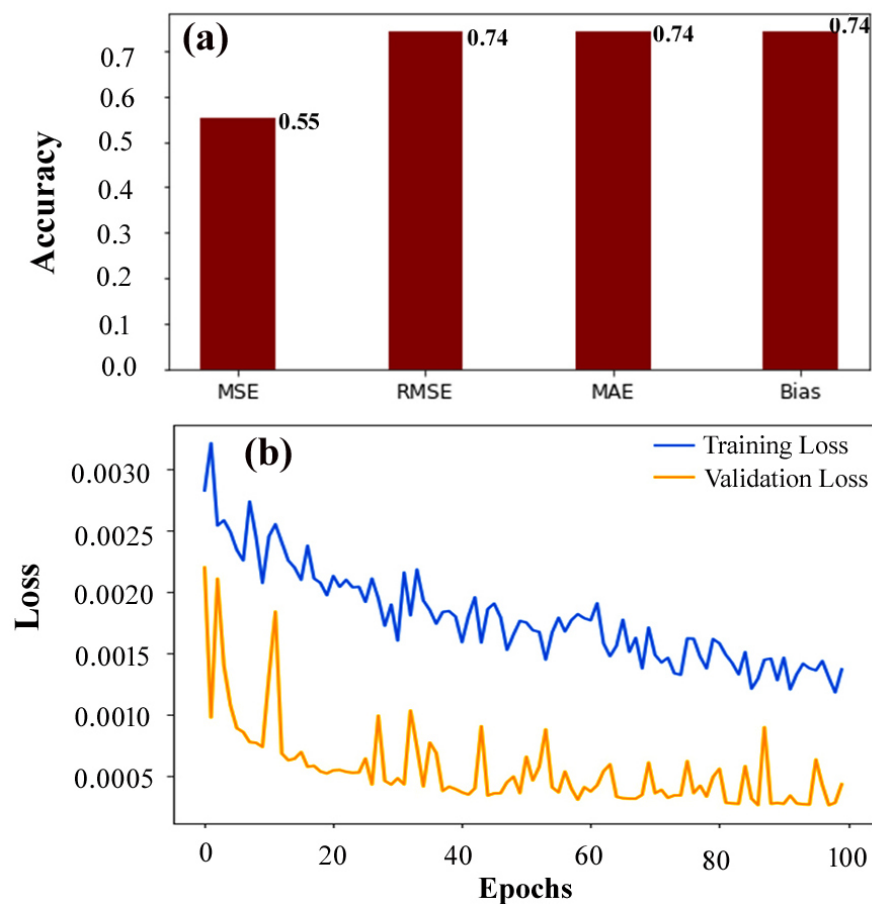 (a)
Accuracy
0.7
0.6
0.5
0.4
0.3
0.2
0.1
0.0
0.55
0.74
0.74
0.74
MSE RMSE MAE Bias
(b)
Training Loss
Validation Loss
Loss
0.0030
0.0025
0.0020
0.0015
0.0010
0.0005
0 20 40 60 80 100
Epochs